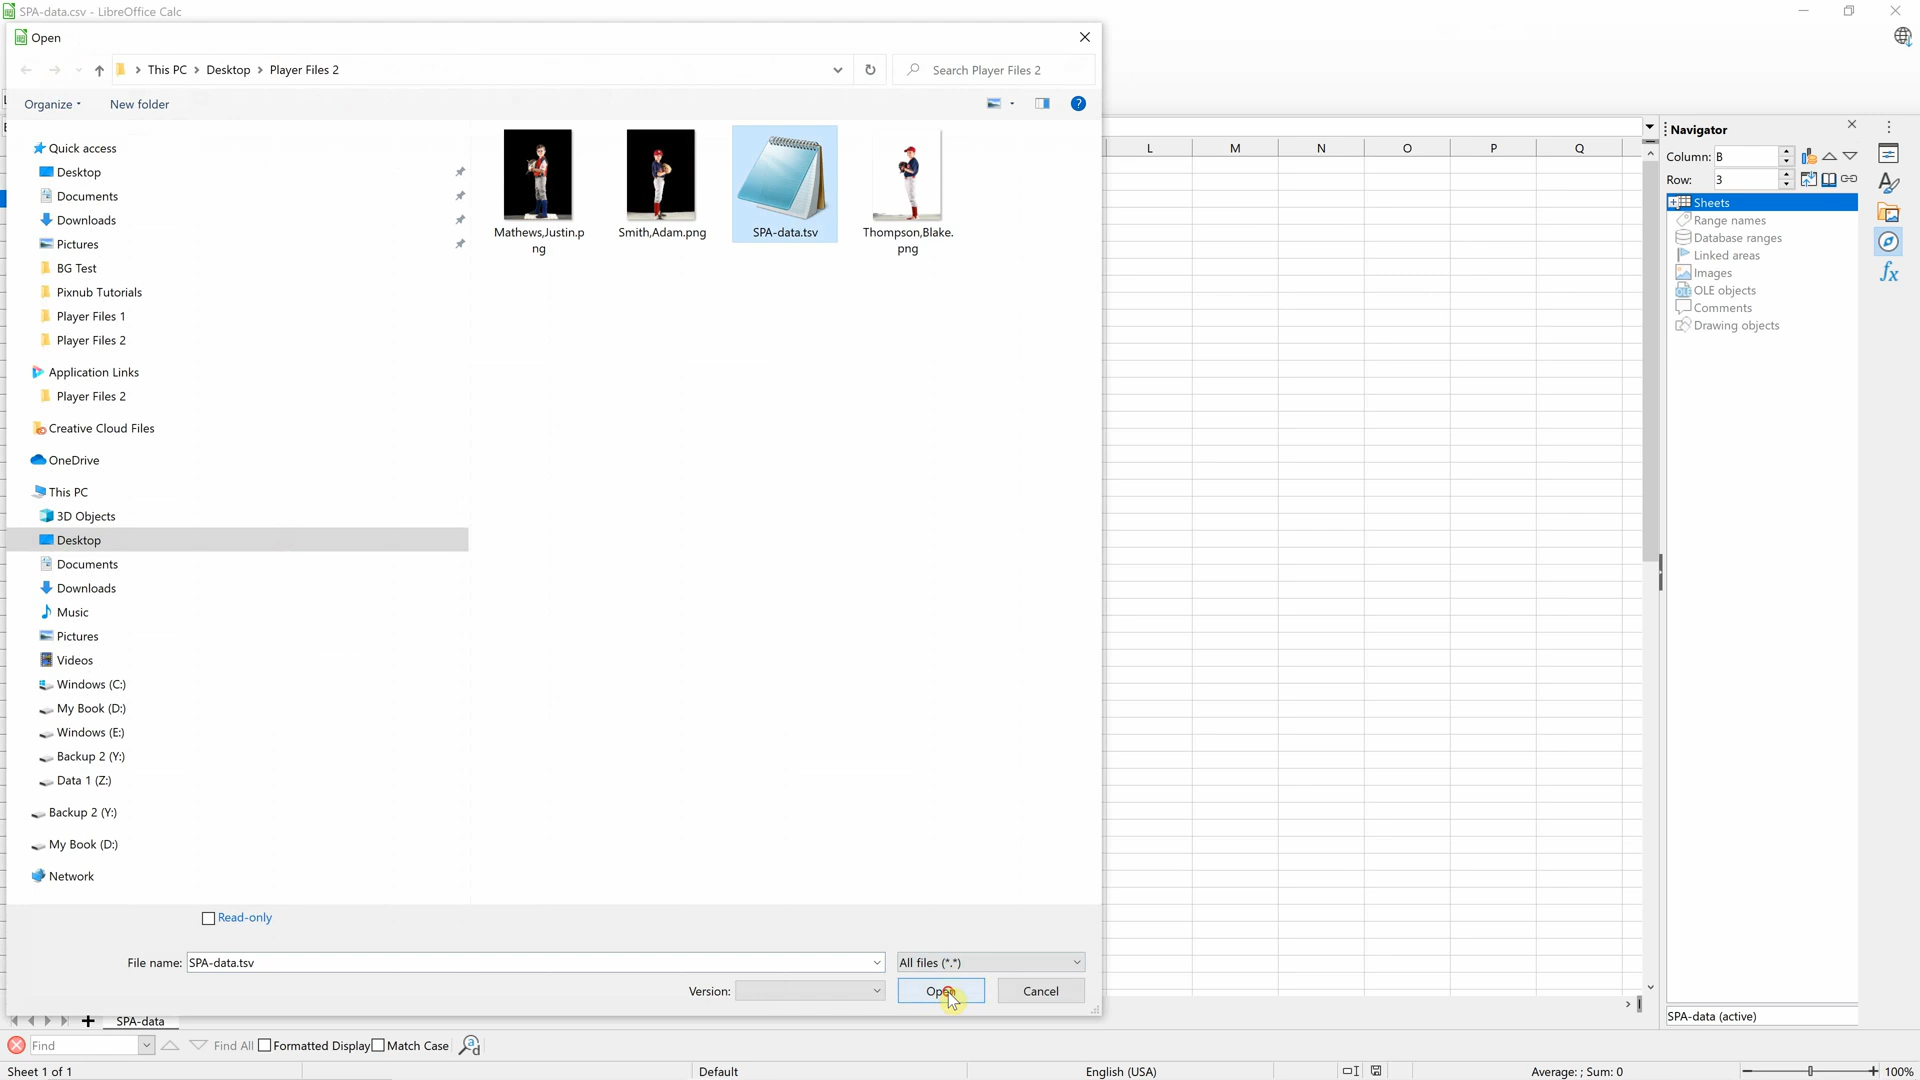 SPA-data.csv - LibreOffice Calc
Open
This PC > Desktop > Player Files 2
Search Player Files 2
Organize
New folder
Quick access
Desktop
Documents
Downloads
Pictures
BG Test
Pixnub Tutorials
Player Files 1
Player Files 2
Application Links
Player Files 2
Creative Cloud Files
OneDrive
This PC
3D Objects
Desktop
Documents
Downloads
Music
Pictures
Videos
Windows (C:)
My Book (D:)
Windows (E:)
Backup 2 (Y:)
Data 1 (Z:)
Backup 2 (Y:)
My Book (D:)
Network
Mathews,Justin.p
ng
Smith,Adam.png
SPA-data.tsv
Thompson,Blake.
png
Read-only
File name: SPA-data.tsv
All files (*.*)
Version:
Open
Cancel
L M N O P Q
Navigator
Column: B
Row: 3
Sheets
Range names
Database ranges
Linked areas
Images
OLE objects
Comments
Drawing objects
SPA-data (active)
SPA-data
Find
Find All
Formatted Display
Match Case
Sheet 1 of 1
Default
English (USA)
Average: ; Sum: 0
100%